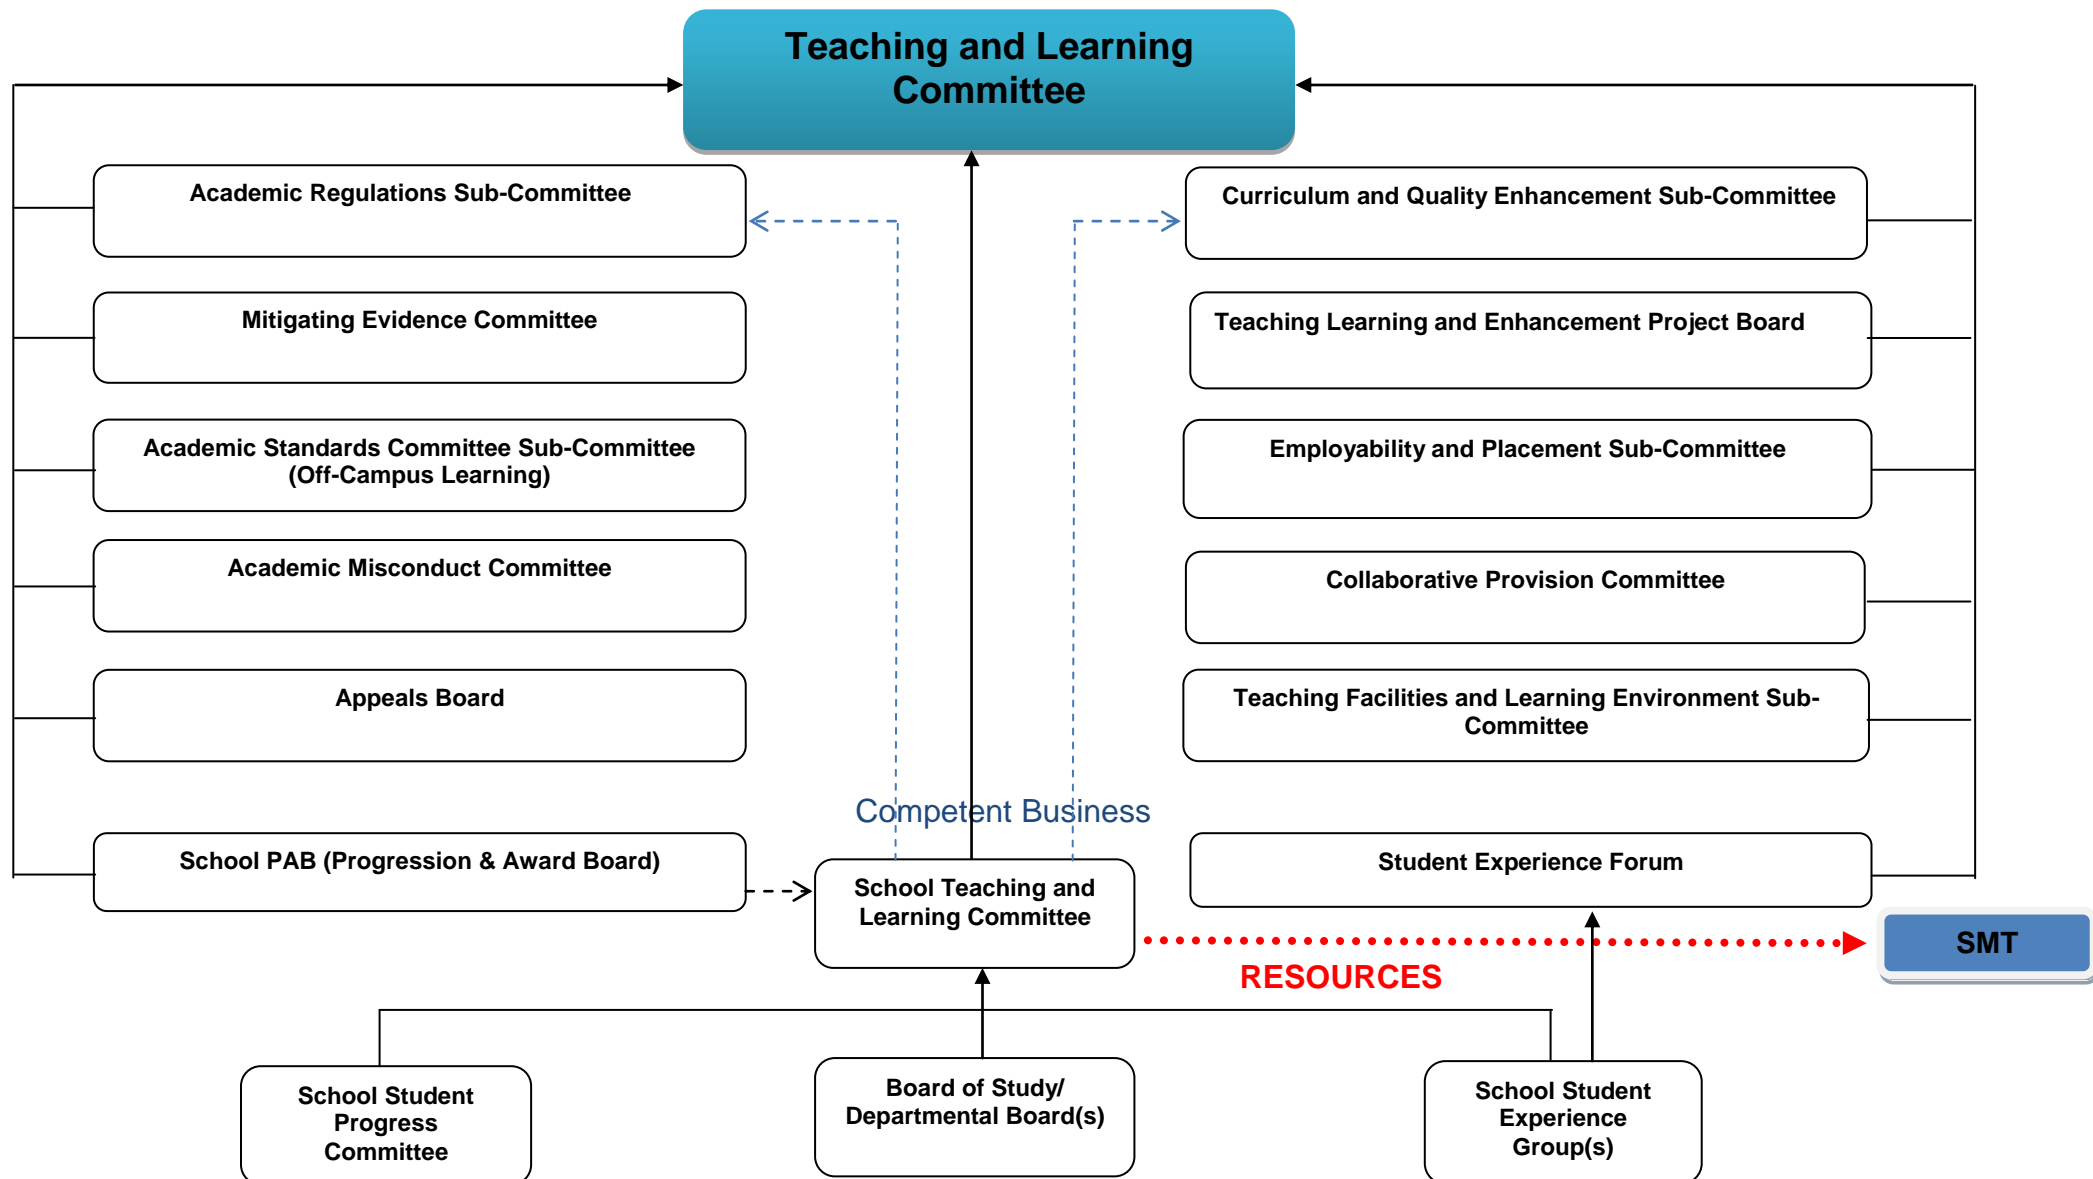 Teaching and Learning
Committee
Academic Regulations Sub-Committee
Mitigating Evidence Committee
Academic Standards Committee Sub-Committee
(Off-Campus Learning)
Academic Misconduct Committee
Appeals Board
School PAB (Progression & Award Board)
Curriculum and Quality Enhancement Sub-Committee
Teaching Learning and Enhancement Project Board
Employability and Placement Sub-Committee
Collaborative Provision Committee
Teaching Facilities and Learning Environment Sub-
Committee
Student Experience Forum
Competent Business
School Teaching and
Learning Committee
RESOURCES
SMT
School Student
Progress
Committee
Board of Study/
Departmental Board(s)
School Student
Experience
Group(s)